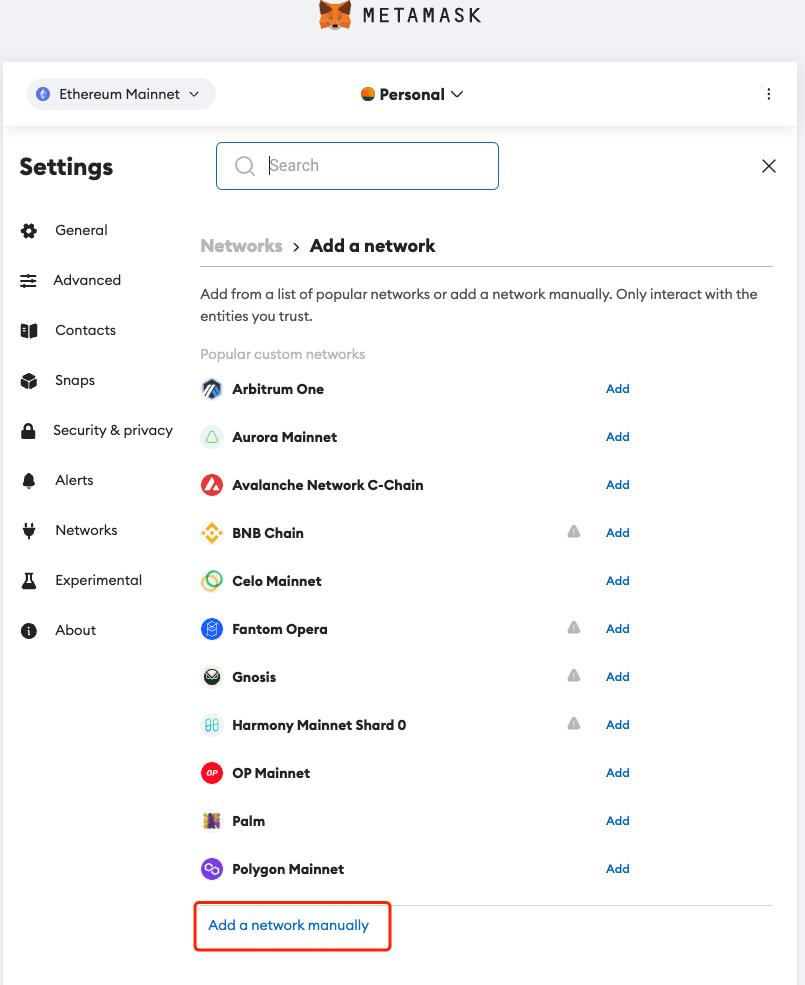 METAMASK
Ethereum Mainnet
Personal
Settings
Search
General
Advanced
Contacts
Snaps
Security & privacy
Alerts
Networks
Experimental
About
Networks > Add a network
Add from a list of popular networks or add a network manually. Only interact with the
entities you trust.
Popular custom networks
Arbitrum One Add
Aurora Mainnet Add
Avalanche Network C-Chain Add
BNB Chain Add
Celo Mainnet Add
Fantom Opera Add
Gnosis Add
Harmony Mainnet Shard 0 Add
OP OP Mainnet Add
Palm Add
Polygon Mainnet Add
Add a network manually